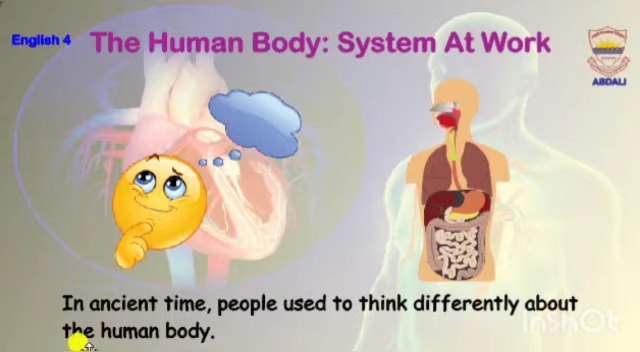 English 4
The Human Body: System At Work
ABDALI
In ancient time, people used to think differently about
the human body.
InShOt